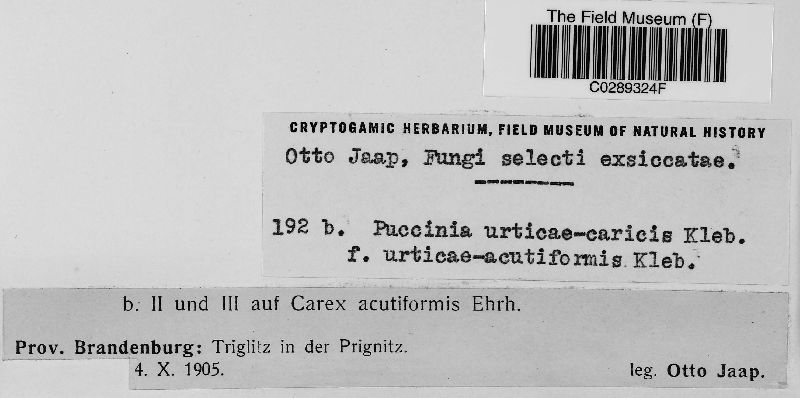 The Field Museum (F)
C0289324F
CRYPTOGAMIC HERBARIUM, FIELD MUSEUM OF NATURAL HISTORY
Otto Jaap, Fungi selecti exsiccatae.
192 b. Puccinia urticae-caricis Kleb.
f. urticae-acutiformis Kleb.
b. II und III auf Carex acutiformis Ehrh.
Prov. Brandenburg: Triglitz in der Prignitz.
4. X. 1905. leg. Otto Jaap.